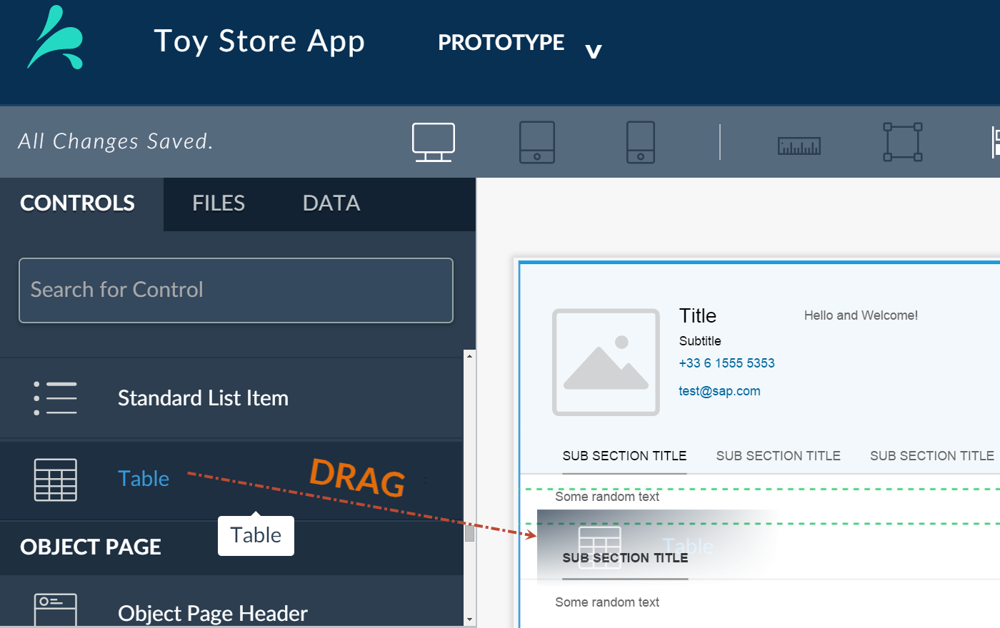 Toy Store App
PROTOTYPE
All Changes Saved.
CONTROLS
FILES
DATA
Search for Control
Standard List Item
Table
DRAG
Table
OBJECT PAGE
Object Page Header
Title
Hello and Welcome!
Subtitle
+33 6 1555 5353
test@sap.com
SUB SECTION TITLE
SUB SECTION TITLE
SUB SECTION TITLE
Some random text
Table
SUB SECTION TITLE
Some random text